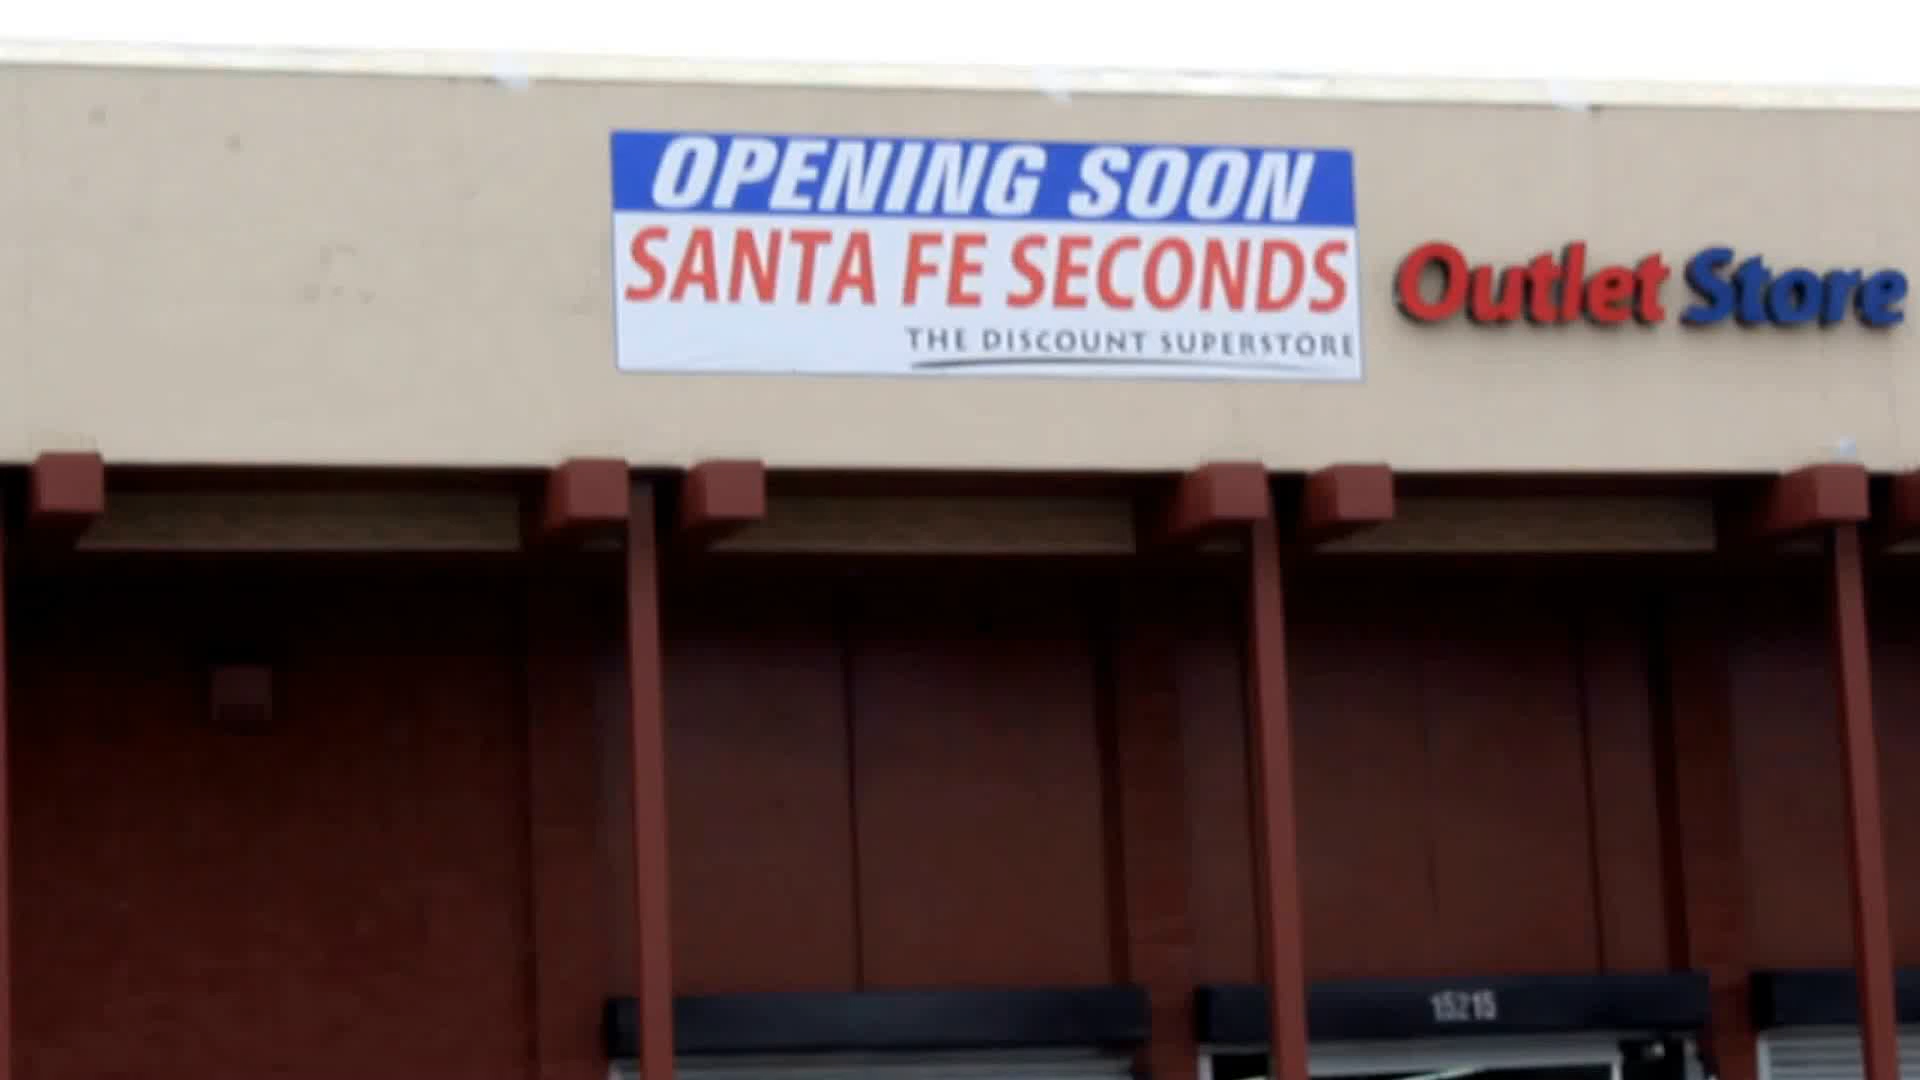 OPENING SOON
SANTA FE SECONDS
THE DISCOUNT SUPERSTORE
Outlet Store
15215